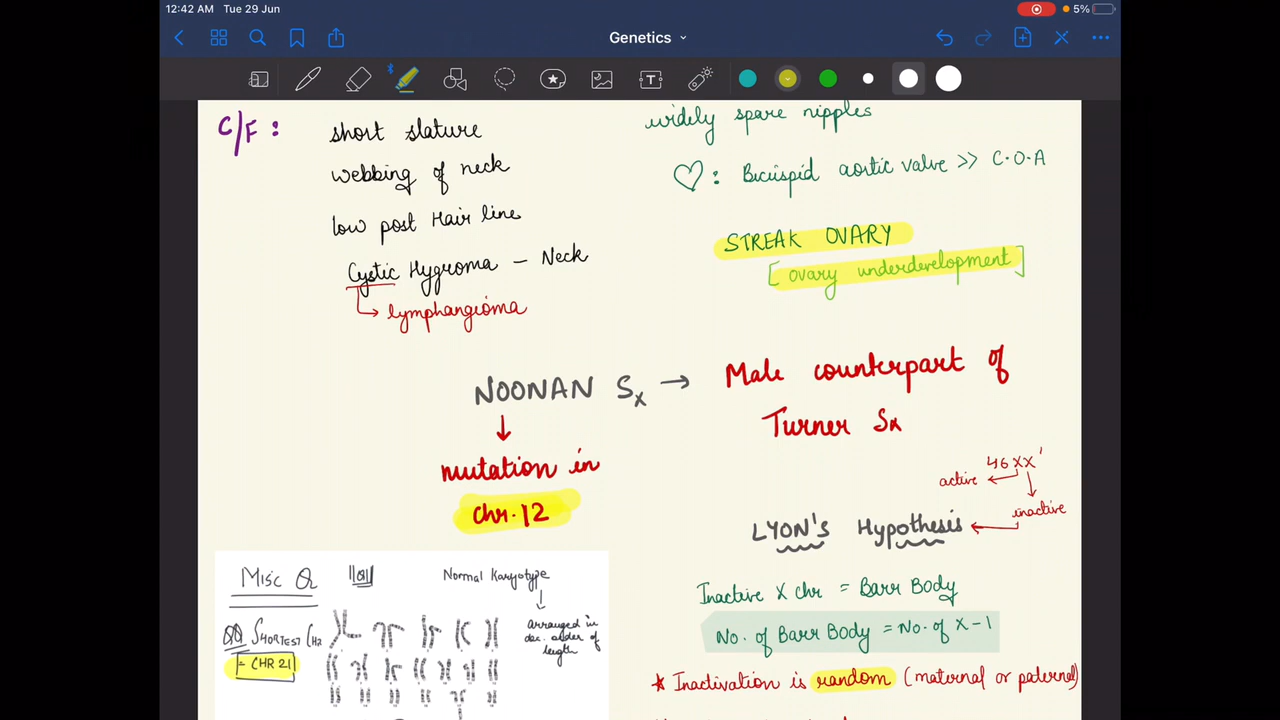 12:42 AM Tue 29 Jun
5%
Genetics
C/F :
short stature
webbing of neck
low post Hair line
Cystic Hygroma – Neck
→ lymphangioma
widely spare nipples
♡ : Bicuispid aortic valve >> C.O.A
STREAK OVARY
[ ovary underdevelopment ]
NOONAN Sx → Male counterpart of
Turner Sx
↓
mutation in
chr. 12
46 XX'
active
inactive
LYON's Hypothesis
Inactive X chr = Barr Body
No. of Barr Body = No. of X – 1
* Inactivation is random (maternal or paternal)
Misc Q
Normal Karyotype
Arranged in
dec. order of
length
SHORTEST CHR
= CHR 21